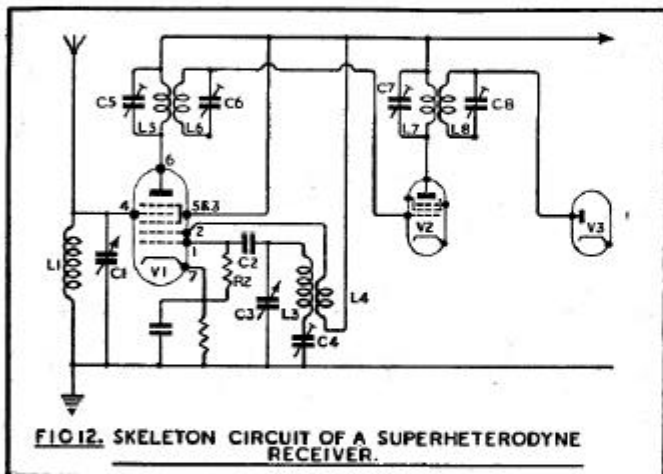 C5
L5
L6
C6
C7
L7
L8
C8
6
4
5&3
2
1
7
V1
V2
V3
L1
C1
C2
R2
C3
L3
L4
C4
FIG 12. SKELETON CIRCUIT OF A SUPERHETERODYNE
RECEIVER.